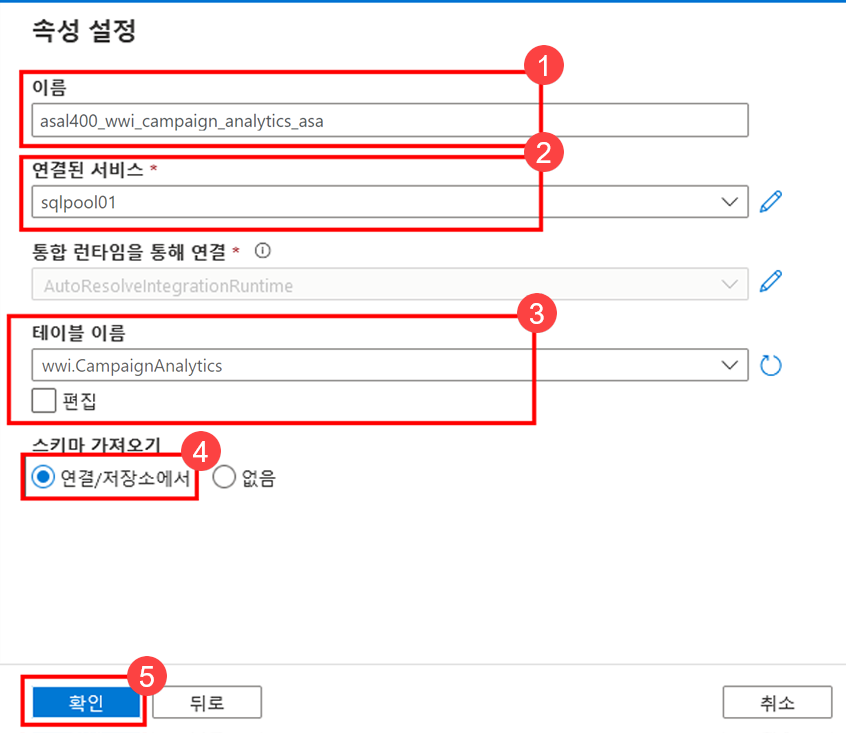 속성 설정
1
이름
asal400_wwi_campaign_analytics_asa
2
연결된 서비스 *
sqlpool01
통합 런타임을 통해 연결 *
AutoResolveIntegrationRuntime
3
테이블 이름
wwi.CampaignAnalytics
편집
스키마 가져오기
4
연결/저장소에서 없음
5
확인 뒤로 취소